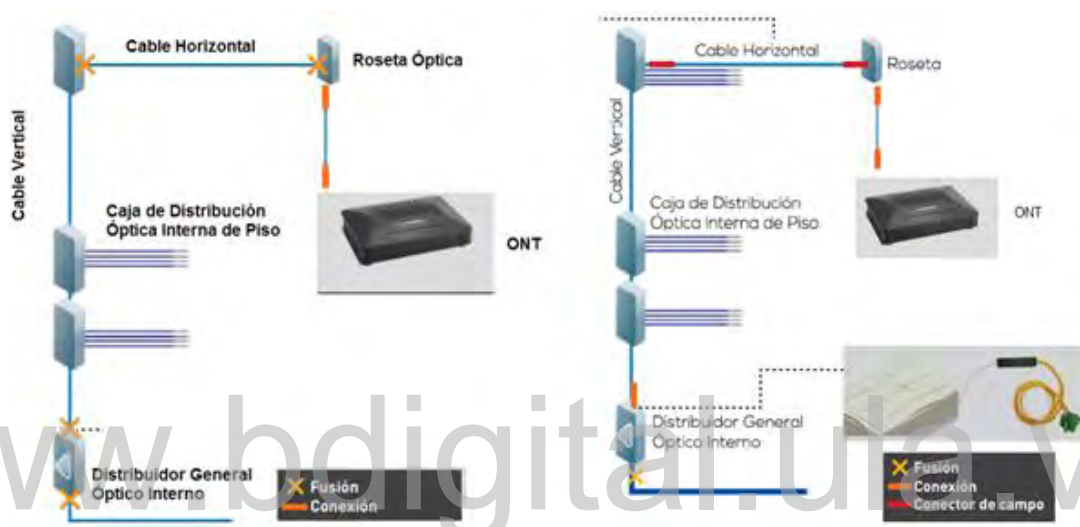 Cable Horizontal
Roseta Óptica
Cable Vertical
Caja de Distribución
Óptica Interna de Piso
ONT
Distribuidor General
Óptico Interno
Fusión
Conexión
Cable Horizontal
Roseta
Cable Vertical
Caja de Distribución
Óptica Interna de Piso
ONT
Distribuidor General
Óptico Interno
Fusión
Conexión
Conector de campo
www.bdigital.ula.v